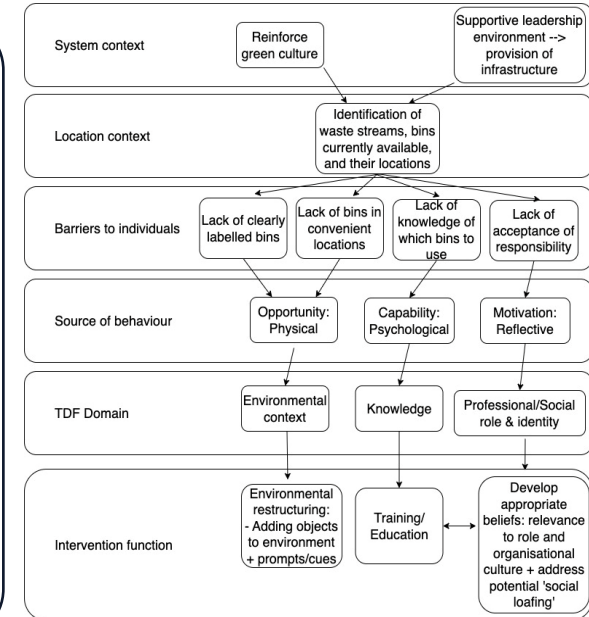 System context
Reinforce
green culture
Supportive leadership
environment -->
provision of
infrastructure
Location context
Identification of
waste streams, bins
currently available,
and their locations
Barriers to individuals
Lack of clearly
labelled bins
Lack of bins in
convenient
locations
Lack of
knowledge of
which bins to
use
Lack of
acceptance of
responsibility
Source of behaviour
Opportunity:
Physical
Capability:
Psychological
Motivation:
Reflective
TDF Domain
Environmental
context
Knowledge
Professional/Social
role & identity
Intervention function
Environmental
restructuring:
- Adding objects
to environment
+ prompts/cues
Training/
Education
Develop
appropriate
beliefs: relevance
to role and
organisational
culture + address
potential 'social
loafing'